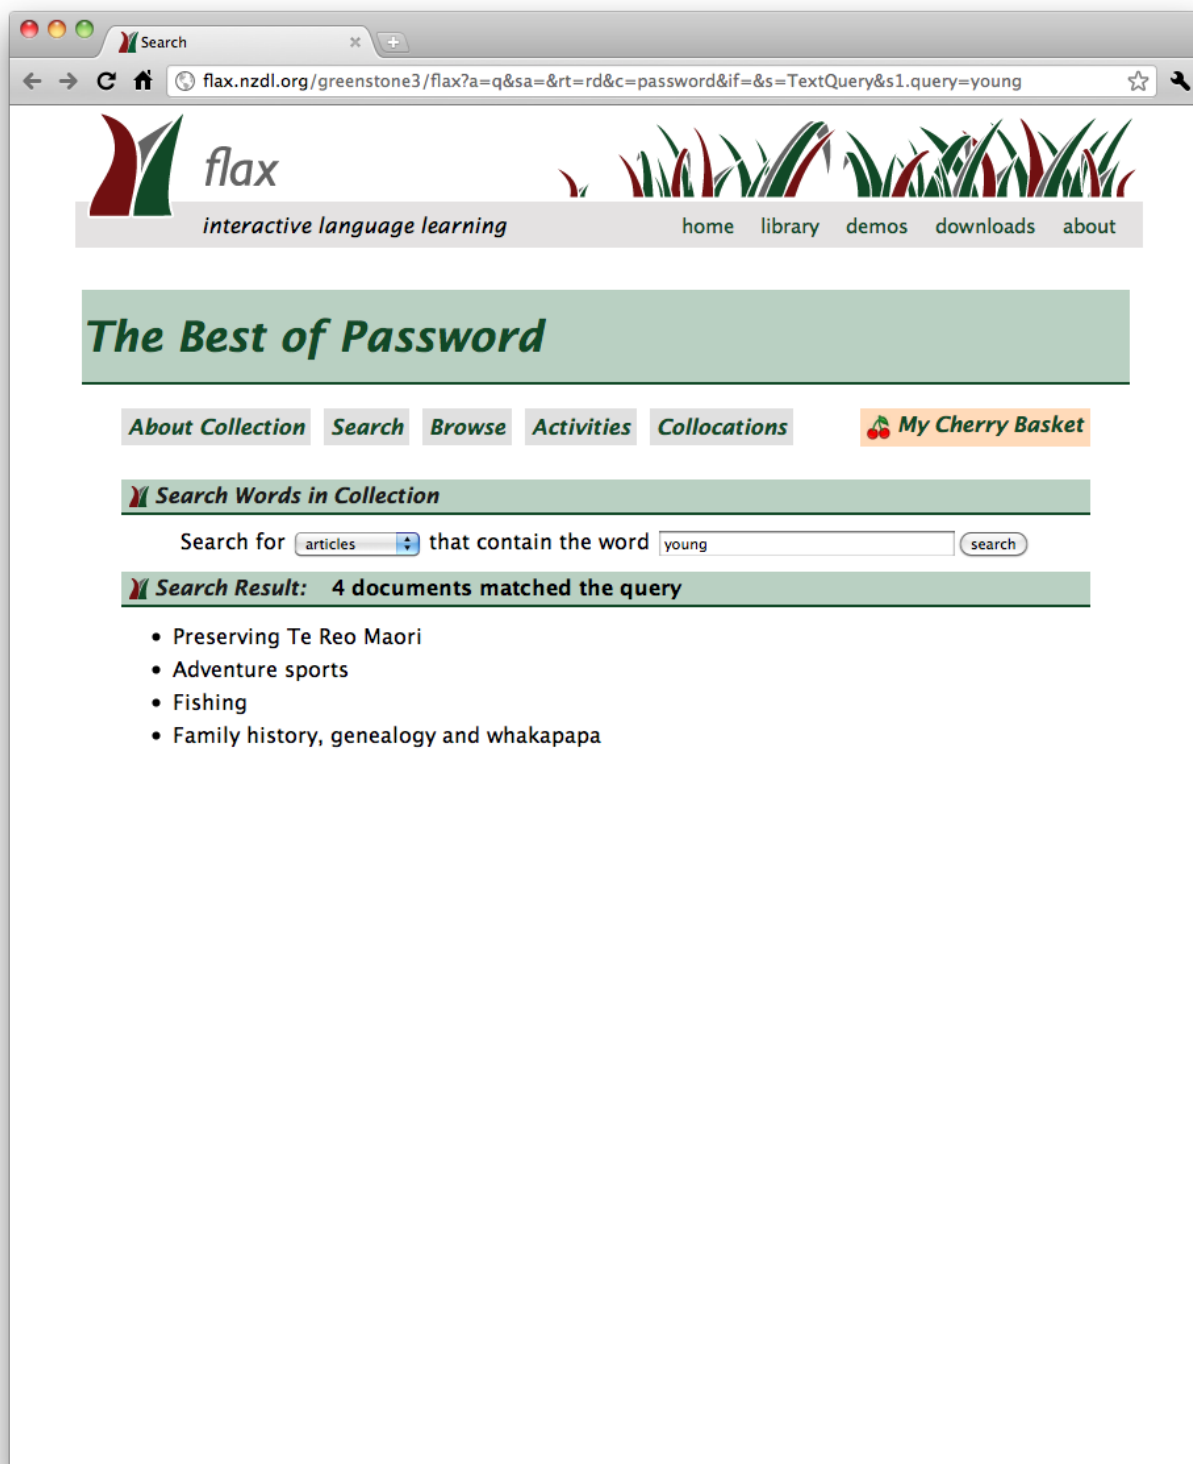 Search
flax.nzdl.org/greenstone3/flax?a=q&sa=&rt=rd&c=password&if=&s=TextQuery&s1.query=young
flax
interactive language learning home library demos downloads about
The Best of Password
About Collection Search Browse Activities Collocations My Cherry Basket
Search Words in Collection
Search for articles that contain the word young search
Search Result: 4 documents matched the query
• Preserving Te Reo Maori
• Adventure sports
• Fishing
• Family history, genealogy and whakapapa